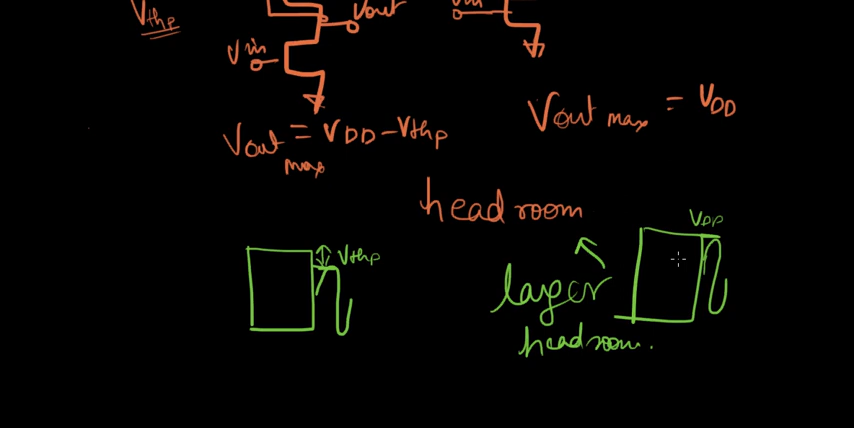 Vthp
Vout
Vin
Vout max = VDD - Vthp
Vout max = VDD
head room
Vthp
VDD
larger
headroom.